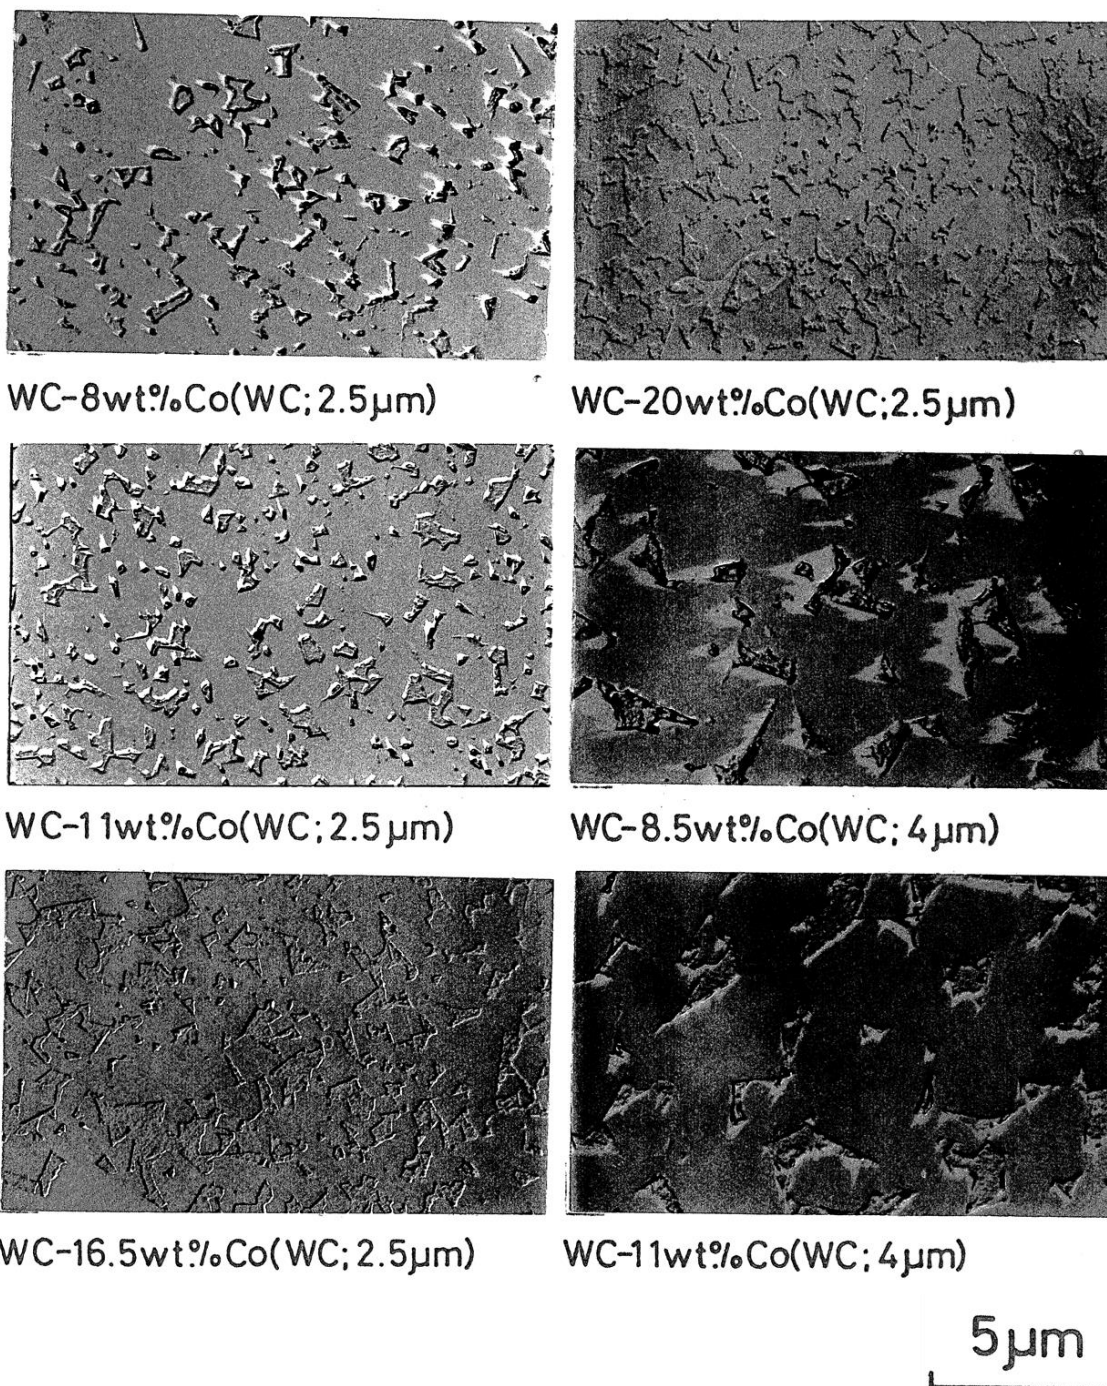 WC-8wt.%Co(WC; 2.5µm)
WC-20wt.%Co(WC;2.5µm)
WC-11wt.%Co(WC; 2.5µm)
WC-8.5wt.%Co(WC; 4µm)
WC-16.5wt.%Co(WC; 2.5µm)
WC-11wt.%Co(WC; 4µm)
5µm